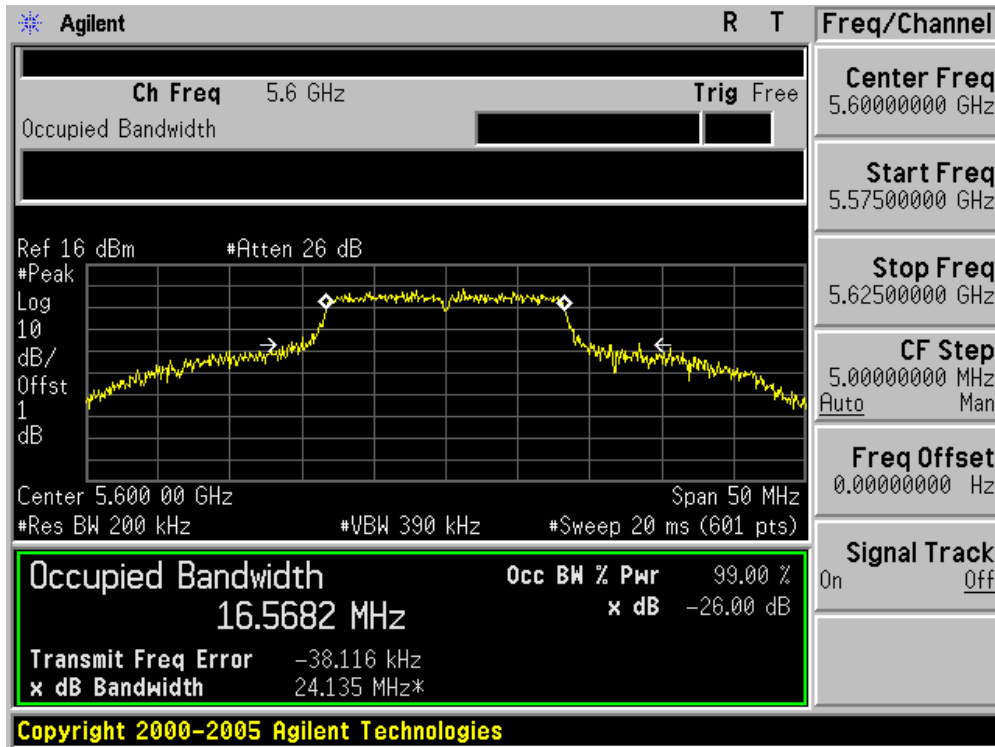 Agilent R T Freq/Channel
Ch Freq 5.6 GHz Trig Free
Occupied Bandwidth
Center Freq
5.60000000 GHz
Start Freq
5.57500000 GHz
Stop Freq
5.62500000 GHz
CF Step
5.00000000 MHz
Auto Man
Freq Offset
0.00000000 Hz
Signal Track
On Off
Ref 16 dBm #Atten 26 dB
#Peak
Log
10
dB/
Offst
1
dB
Center 5.600 00 GHz Span 50 MHz
#Res BW 200 kHz #VBW 390 kHz #Sweep 20 ms (601 pts)
Occupied Bandwidth Occ BW % Pwr 99.00 %
16.5682 MHz x dB -26.00 dB
Transmit Freq Error -38.116 kHz
x dB Bandwidth 24.135 MHz*
Copyright 2000-2005 Agilent Technologies